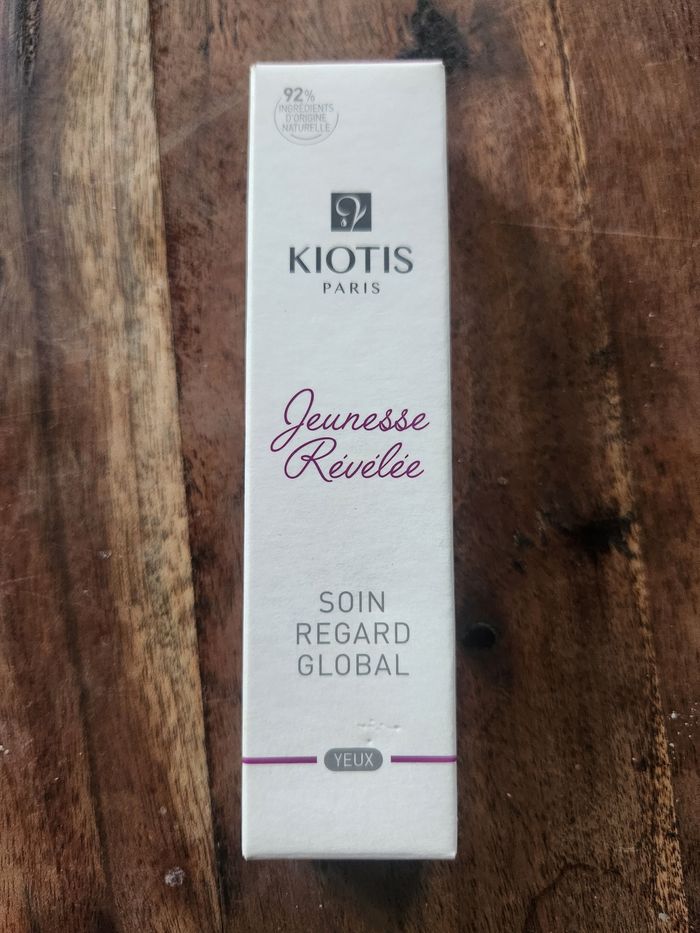 92%
INGRÉDIENTS
D'ORIGINE
NATURELLE
KIOTIS
PARIS
Jeunesse
Révélée
SOIN
REGARD
GLOBAL
YEUX